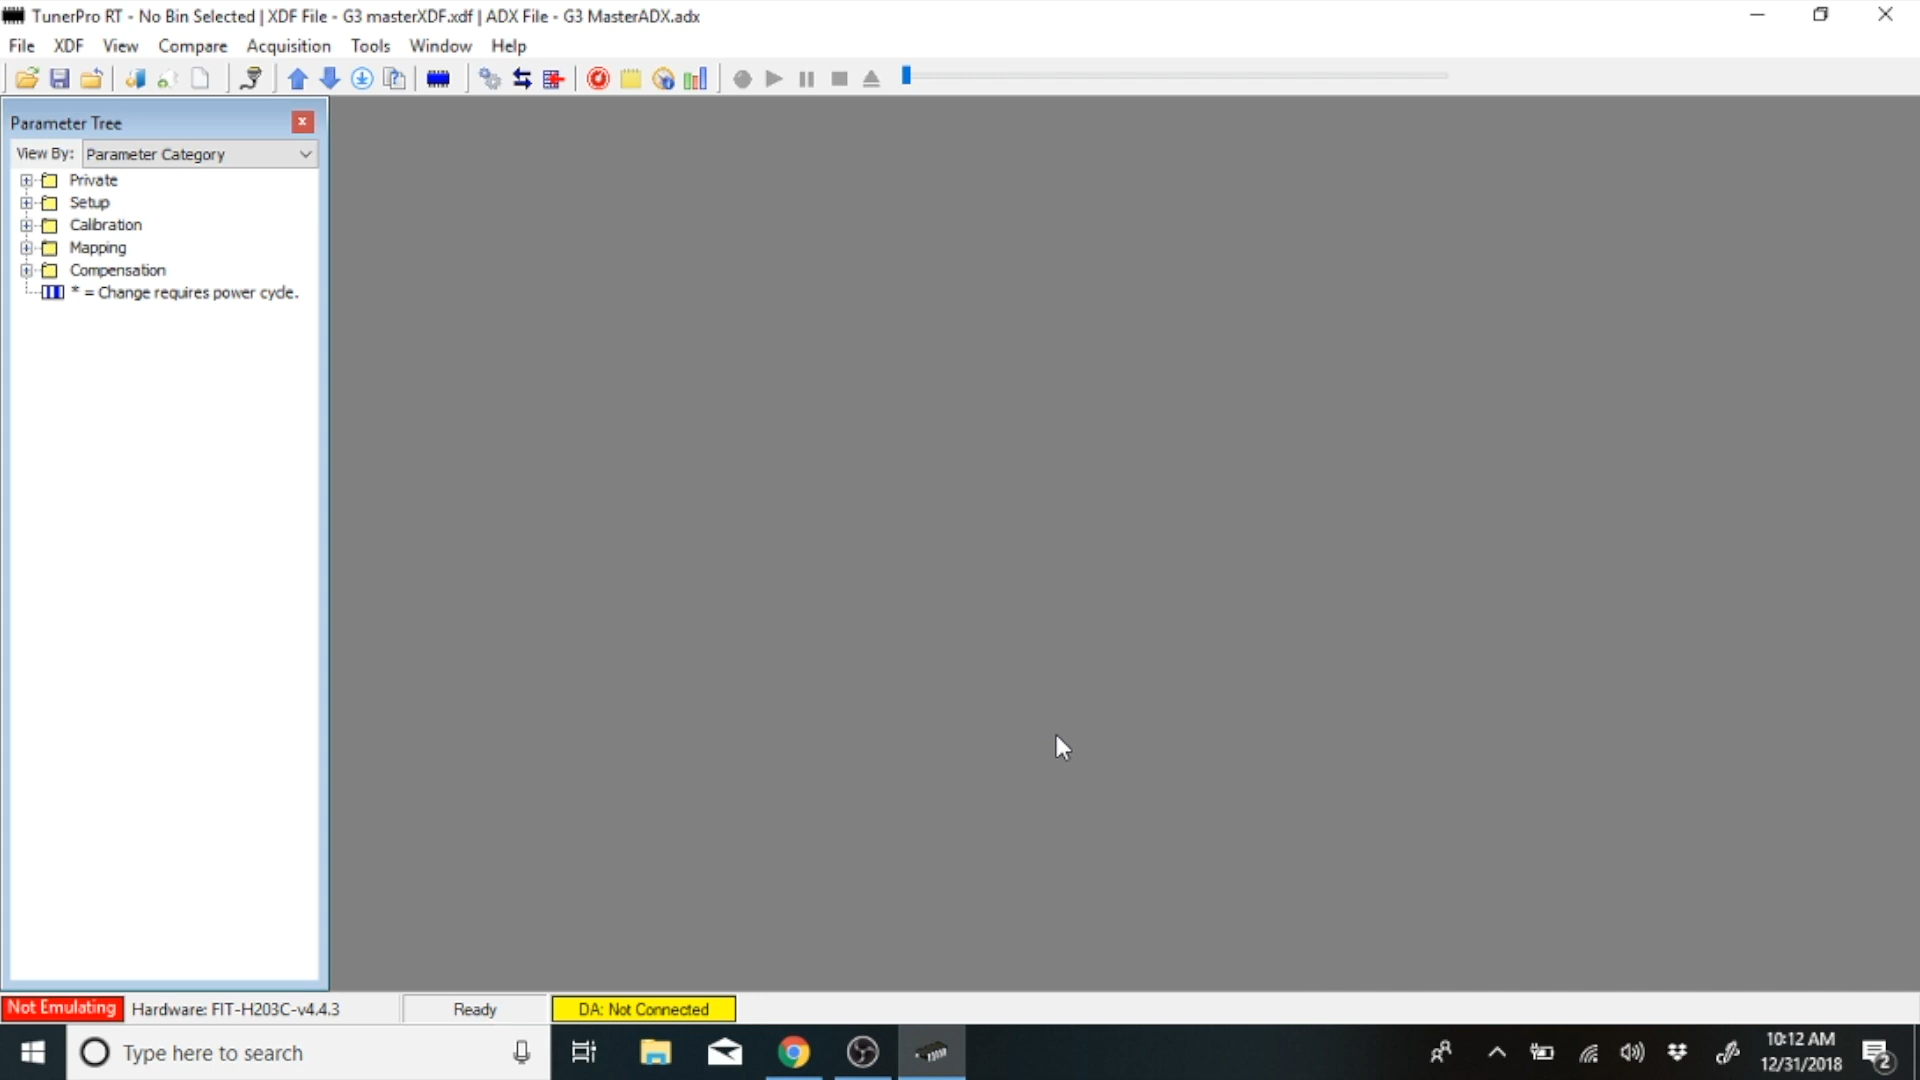 TunerPro RT - No Bin Selected | XDF File - G3 masterXDF.xdf | ADX File - G3 MasterADX.adx
File XDF View Compare Acquisition Tools Window Help
Parameter Tree
View By: Parameter Category
Private
Setup
Calibration
Mapping
Compensation
* = Change requires power cycle.
Not Emulating Hardware: FIT-H203C-v4.4.3 Ready DA: Not Connected
Type here to search
10:12 AM
12/31/2018
2